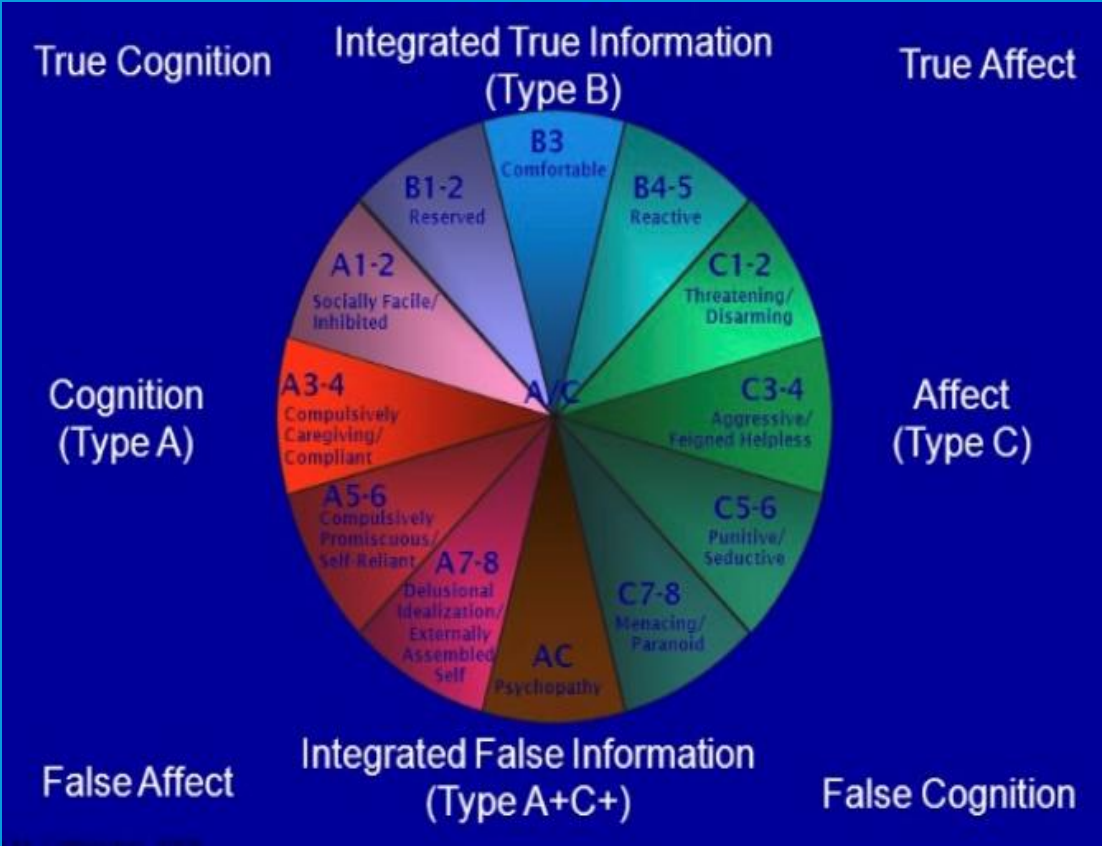 True Cognition
Integrated True Information
(Type B)
True Affect
B3
Comfortable
B1-2
Reserved
B4-5
Reactive
A1-2
Socially Facile/
Inhibited
C1-2
Threatening/
Disarming
Cognition
(Type A)
A3-4
Compulsively
Caregiving/
Compliant
A/C
C3-4
Aggressive/
Feigned Helpless
Affect
(Type C)
A5-6
Compulsively
Promiscuous/
Self-Reliant
C5-6
Punitive/
Seductive
A7-8
Delusional
Idealization/
Externally
Assembled
Self
C7-8
Menacing/
Paranoid
AC
Psychopathy
False Affect
Integrated False Information
(Type A+C+)
False Cognition